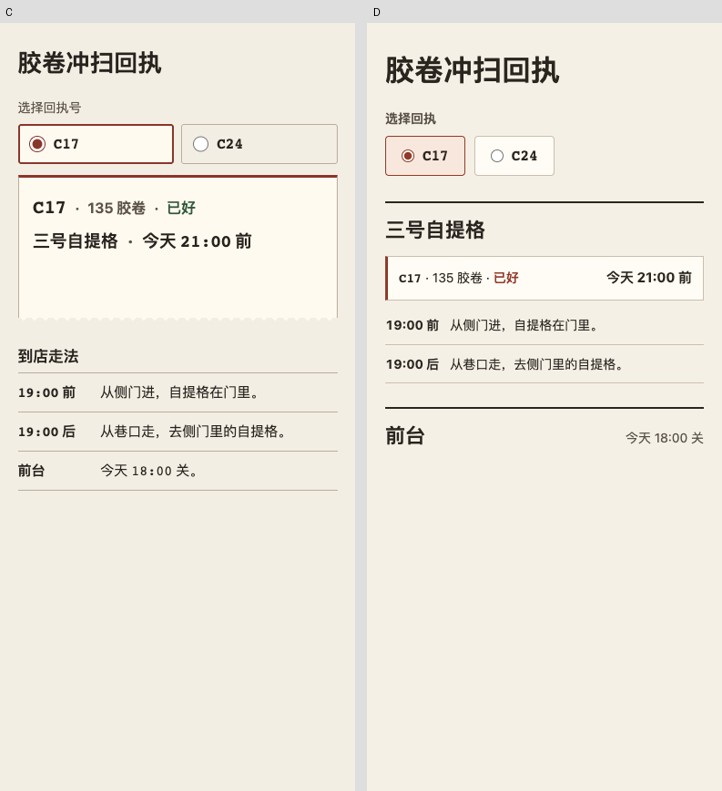 C
胶卷冲扫回执
选择回执号
C17
C24
C17 · 135 胶卷 · 已好
三号自提格 · 今天 21:00 前
到店走法
19:00 前 从侧门进，自提格在门里。
19:00 后 从巷口走，去侧门里的自提格。
前台 今天 18:00 关。
D
胶卷冲扫回执
选择回执
C17
C24
三号自提格
C17 · 135 胶卷 · 已好 今天 21:00 前
19:00 前 从侧门进，自提格在门里。
19:00 后 从巷口走，去侧门里的自提格。
前台 今天 18:00 关